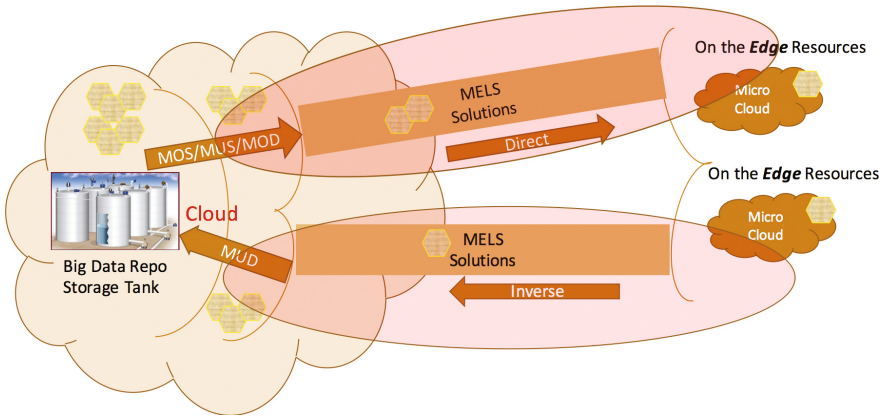 On the Edge Resources
MELS
Solutions
Micro
Cloud
MOS/MUS/MOD
Direct
On the Edge Resources
Cloud
Micro
Cloud
MUD
MELS
Solutions
Big Data Repo
Storage Tank
Inverse